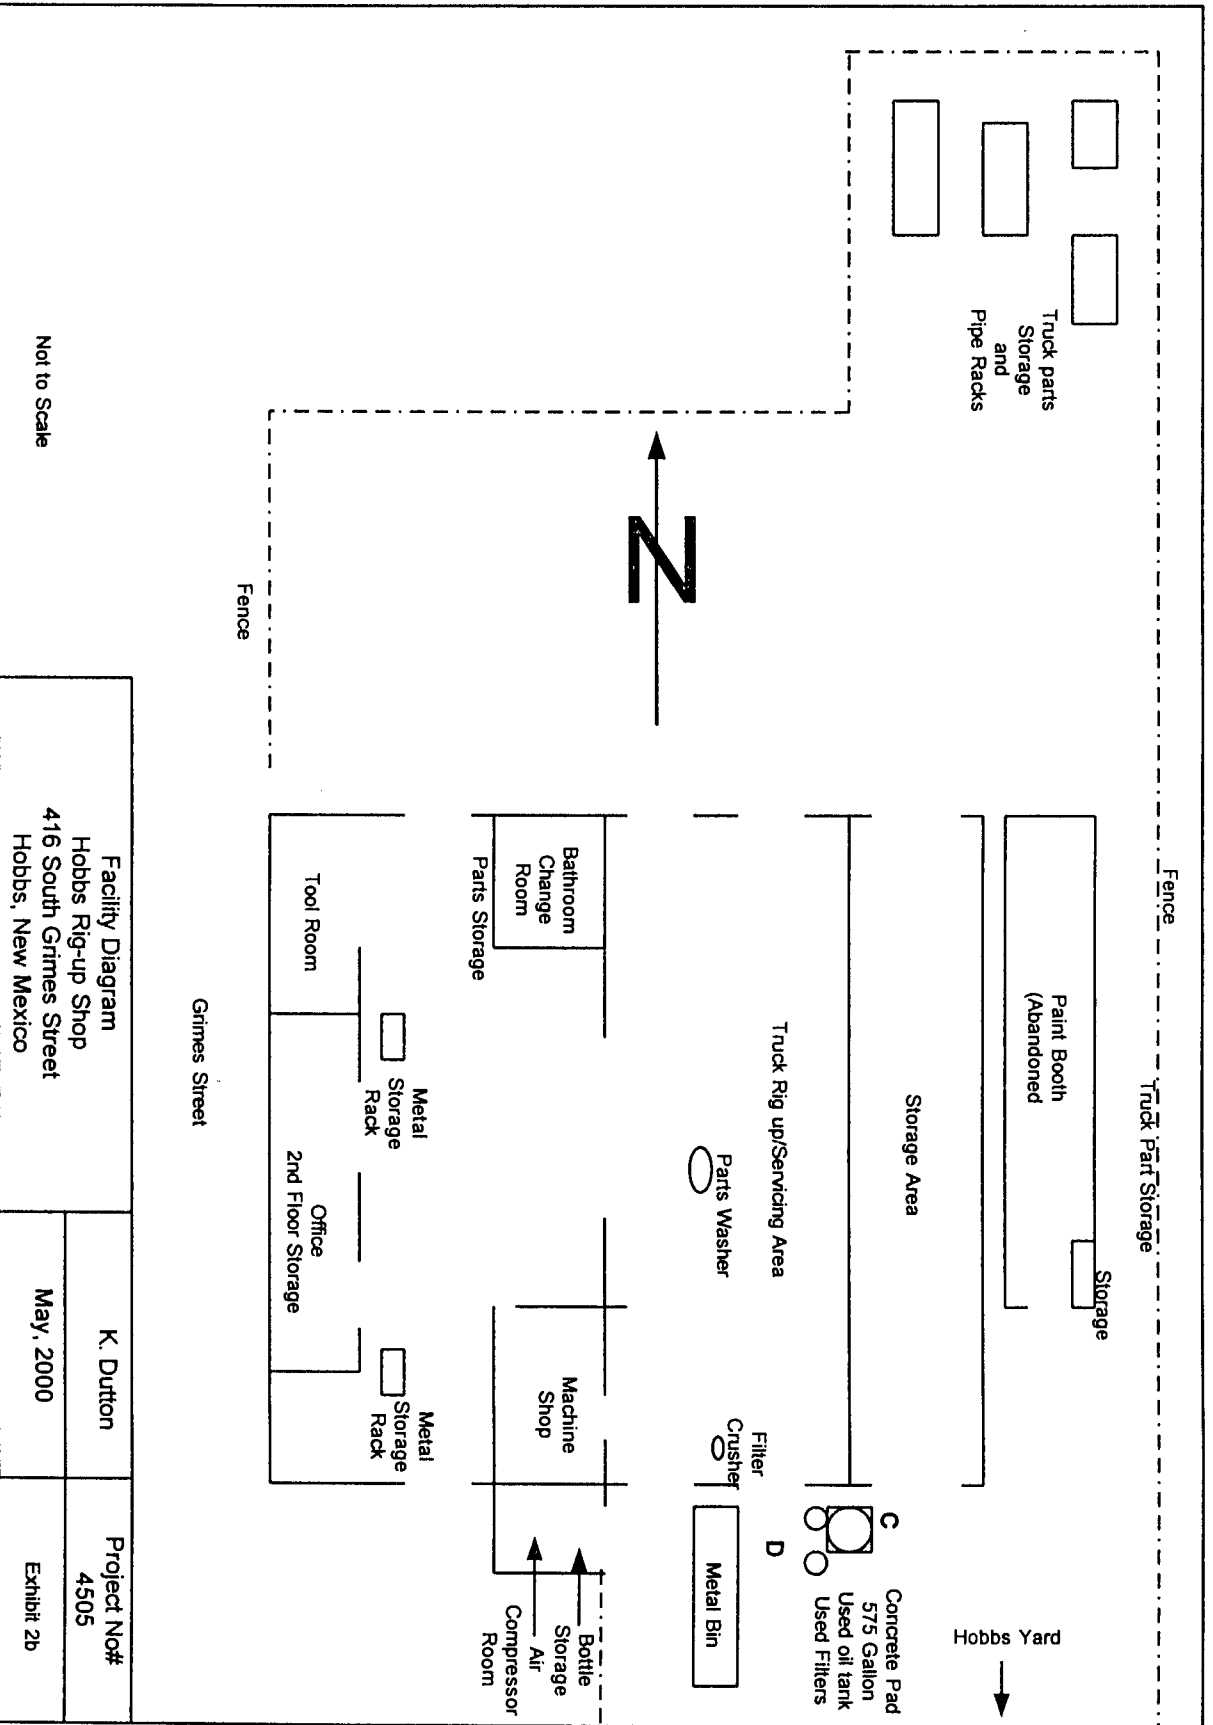 Truck parts
Storage
and
Pipe Racks
Fence
Truck Part Storage
Paint Booth
(Abandoned
Storage
Storage Area
Hobbs Yard
C
Concrete Pad
575 Gallon
Used oil tank
Used Filters
D
Truck Rig up/Servicing Area
Parts Washer
Filter
Crusher
Metal Bin
N
Bathroom
Change
Room
Parts Storage
Machine
Shop
Bottle
Storage
Air
Compressor
Room
Metal
Storage
Rack
Metal
Storage
Rack
Tool Room
Office
2nd Floor Storage
Fence
Grimes Street
Not to Scale
Facility Diagram
Hobbs Rig-up Shop
416 South Grimes Street
Hobbs, New Mexico
K. Dutton
Project No#
4505
May, 2000
Exhibit 2b